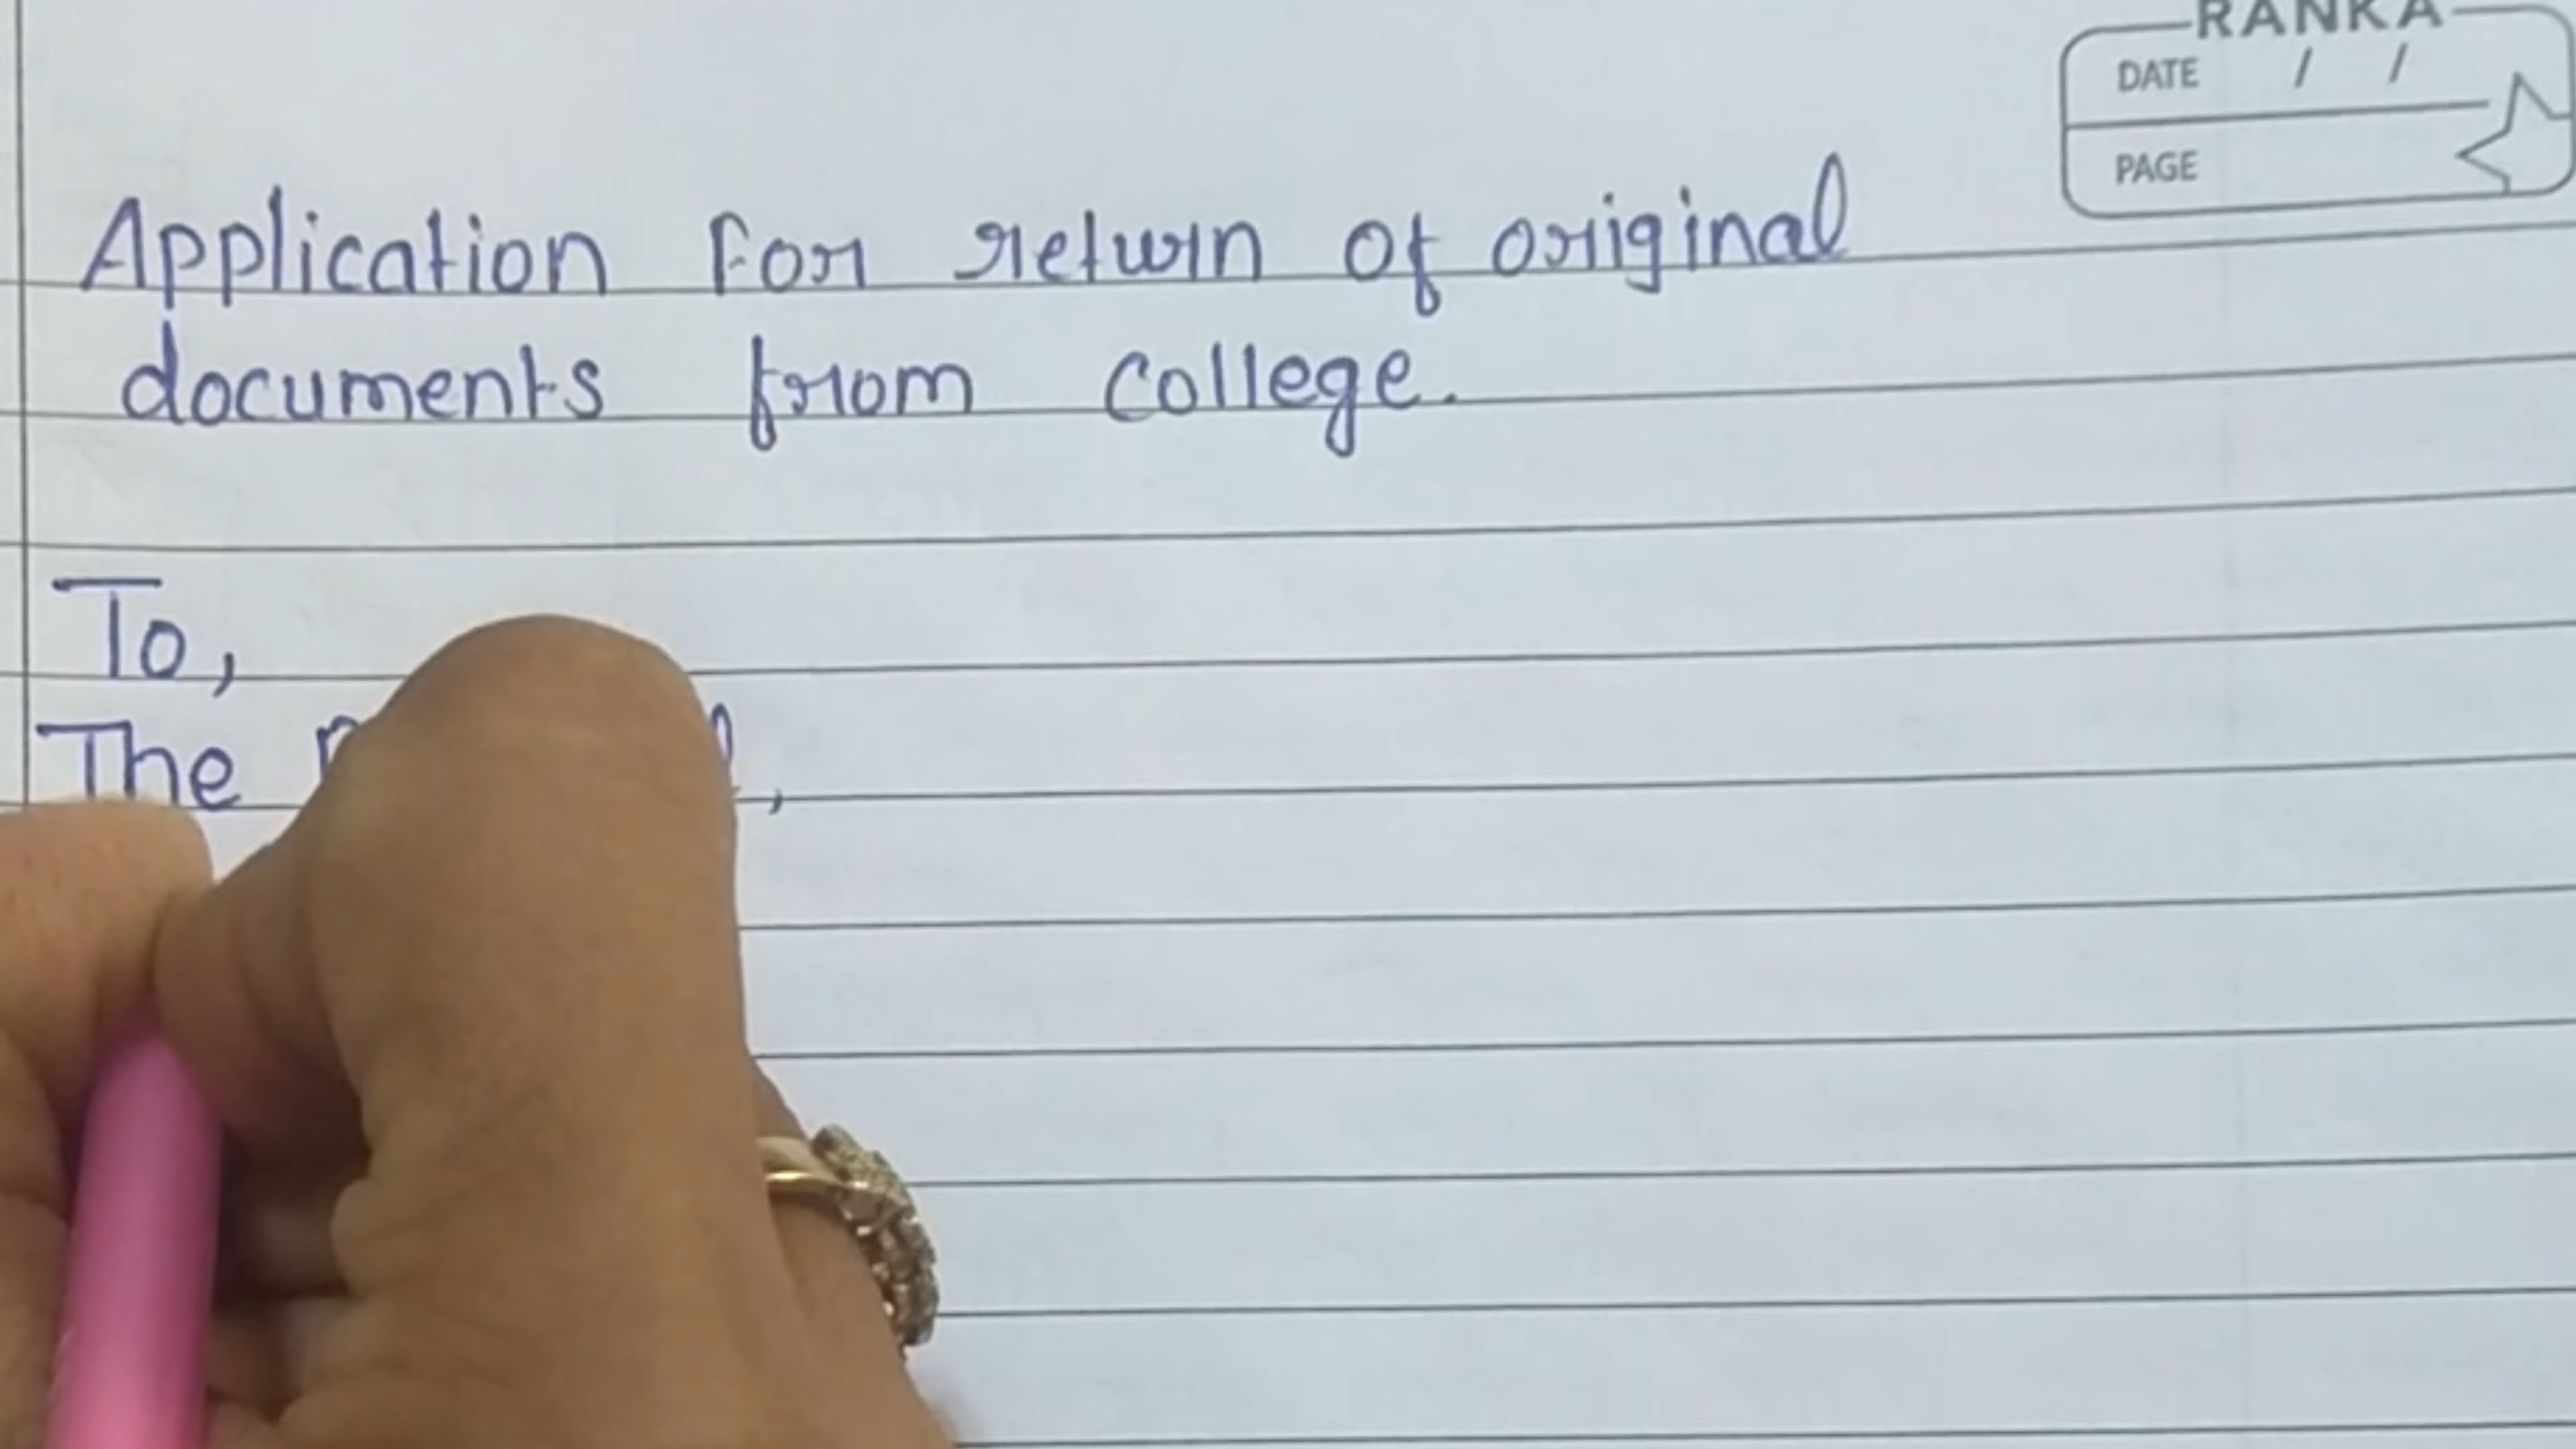 RANKA
DATE / /
PAGE
Application For return of original
documents from college.
To,
The